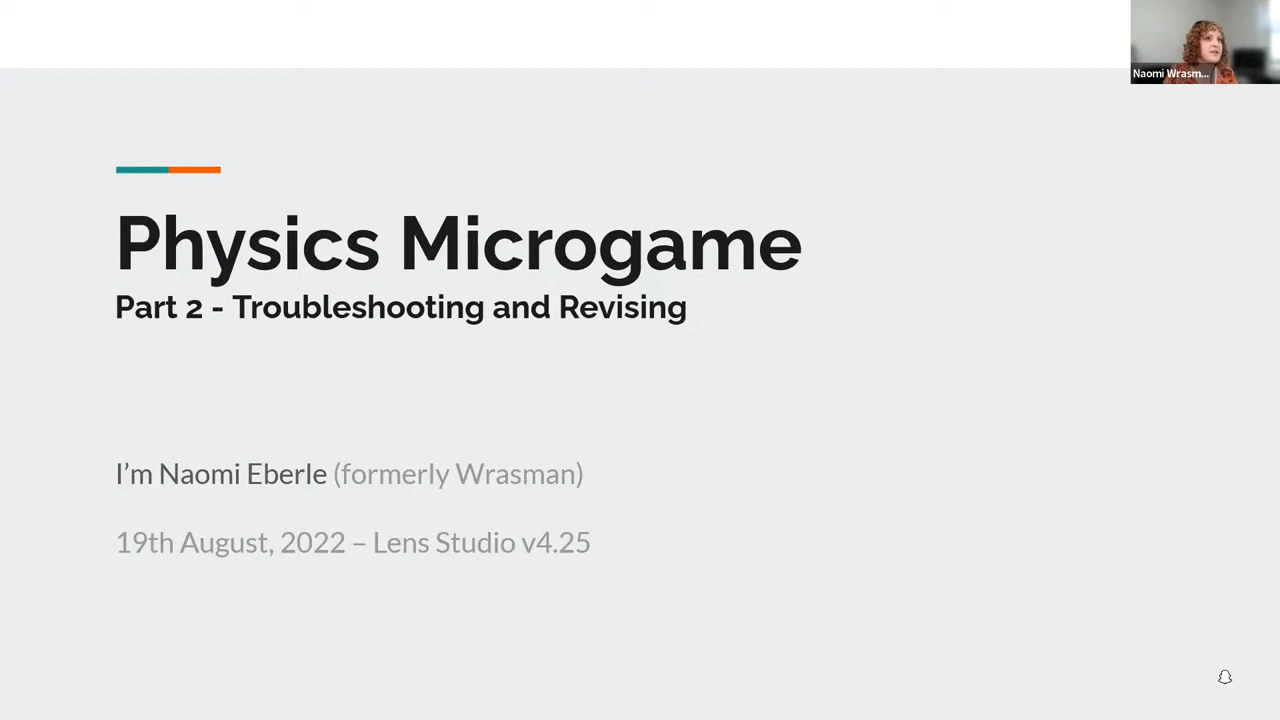 Naomi Wrasm...
Physics Microgame
Part 2 - Troubleshooting and Revising
I’m Naomi Eberle (formerly Wrasman)
19th August, 2022 – Lens Studio v4.25